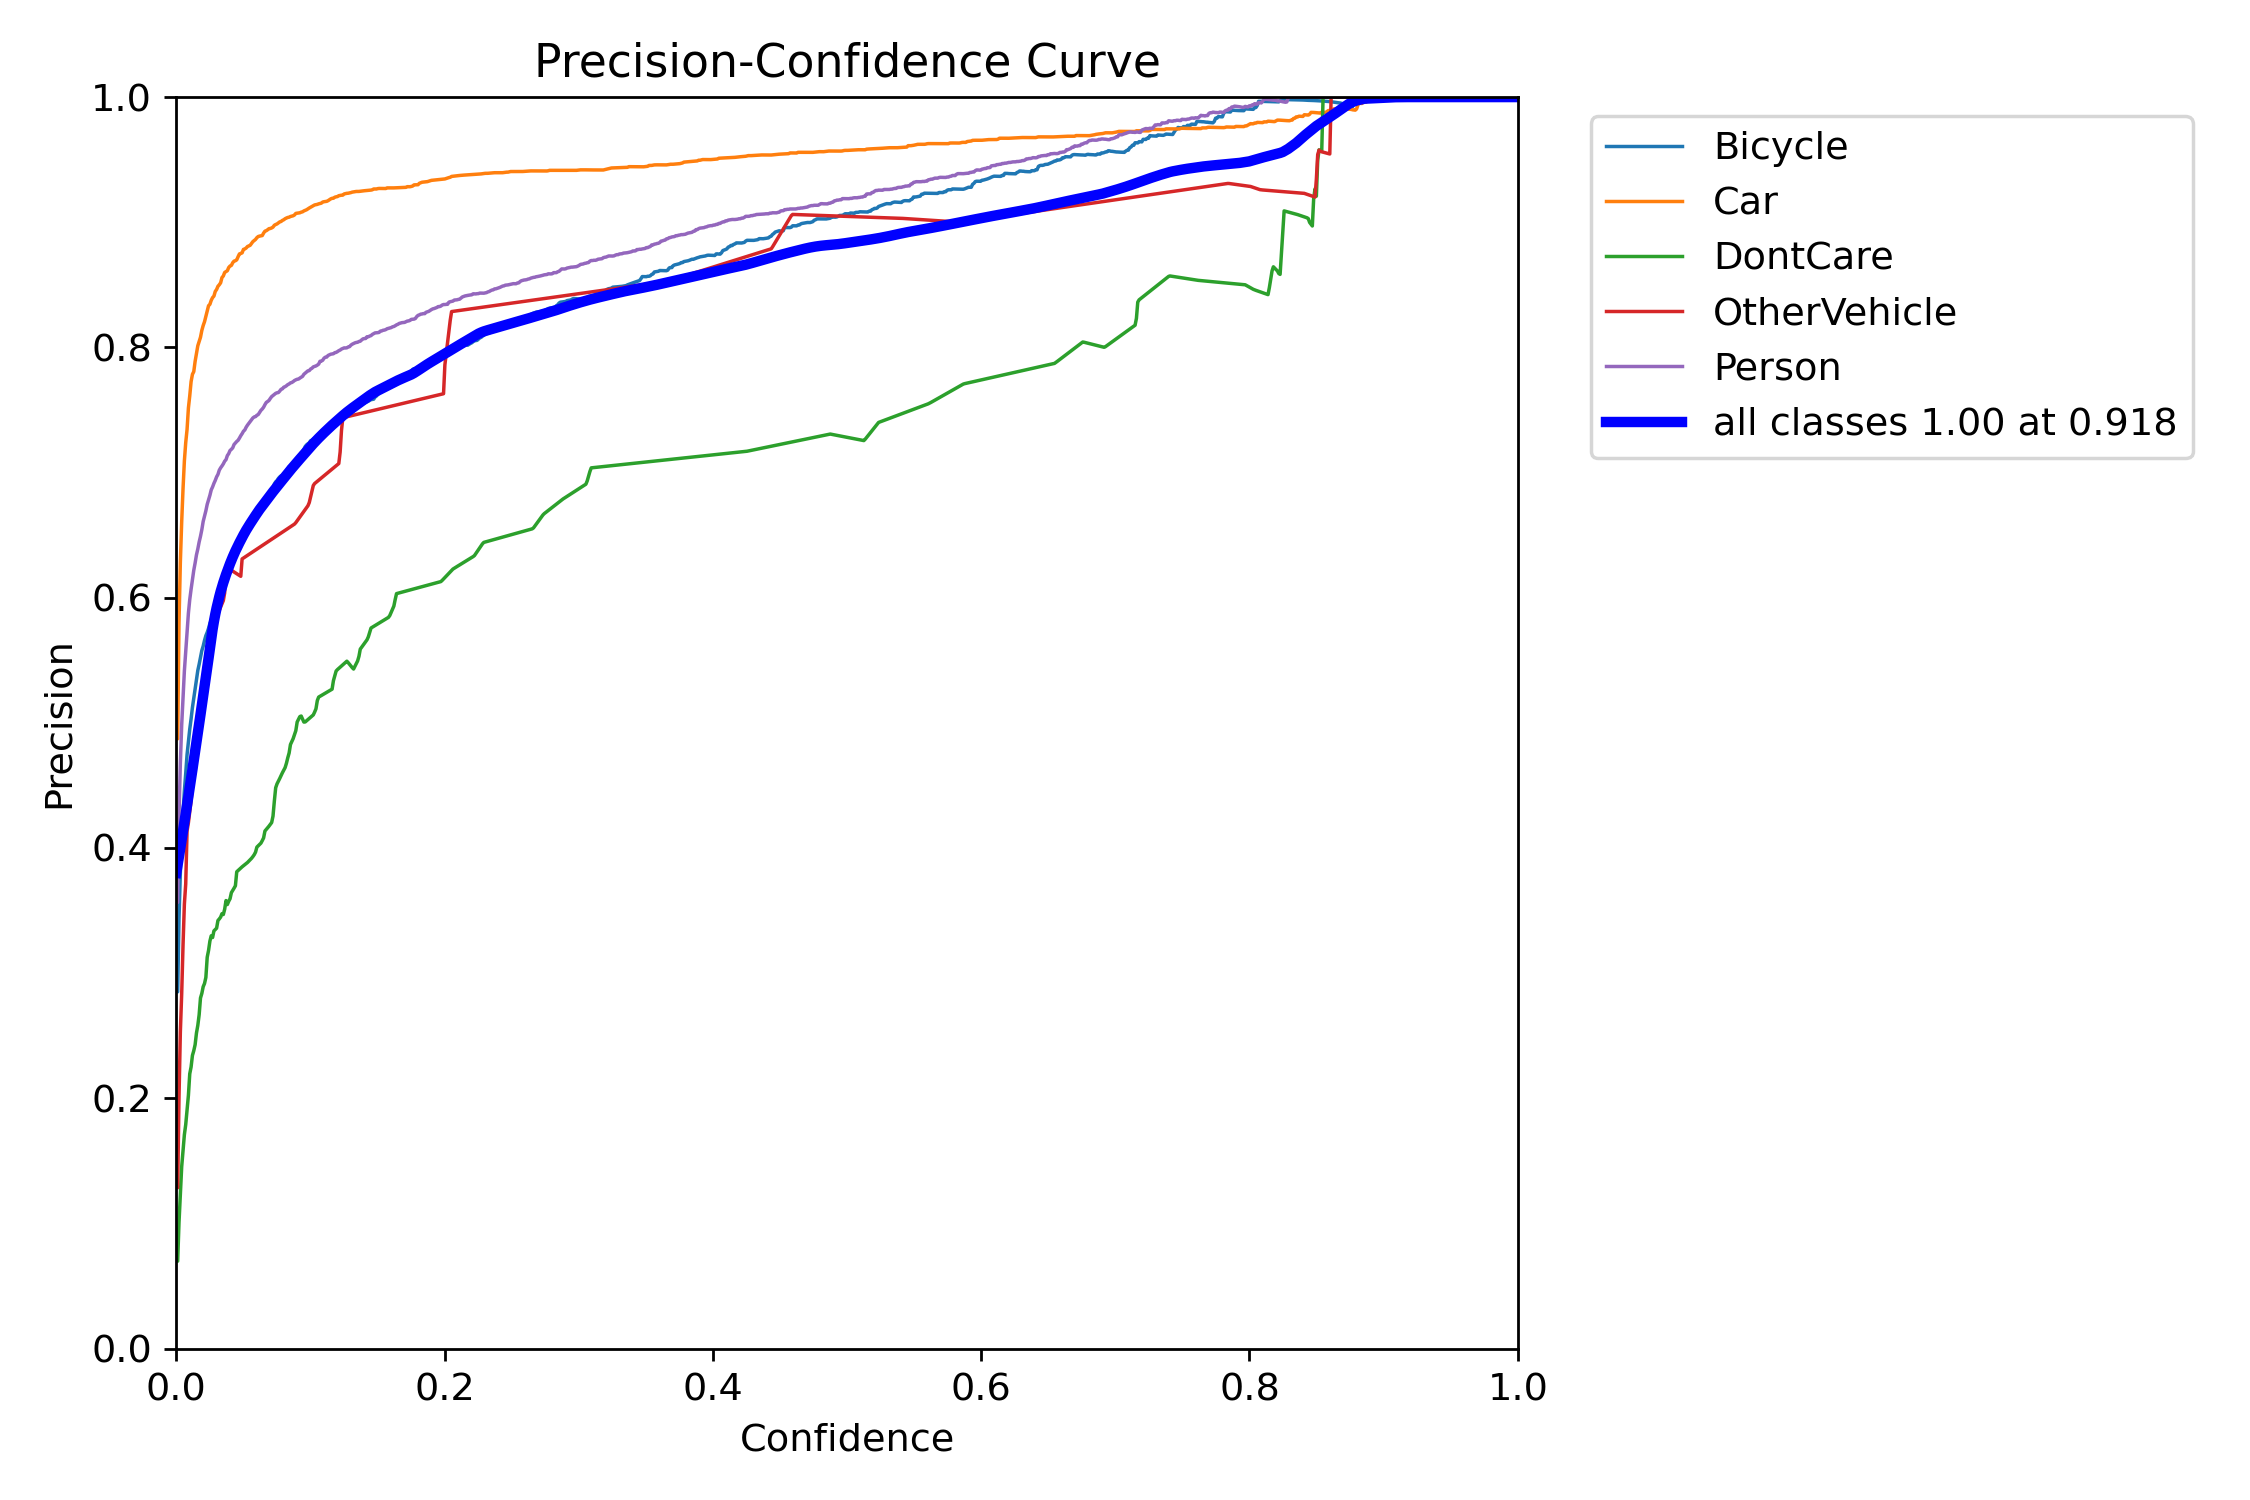 Precision-Confidence Curve
1.0
0.8
0.6
0.4
0.2
0.0
Precision
0.0 0.2 0.4 0.6 0.8 1.0
Confidence
Bicycle
Car
DontCare
OtherVehicle
Person
all classes 1.00 at 0.918